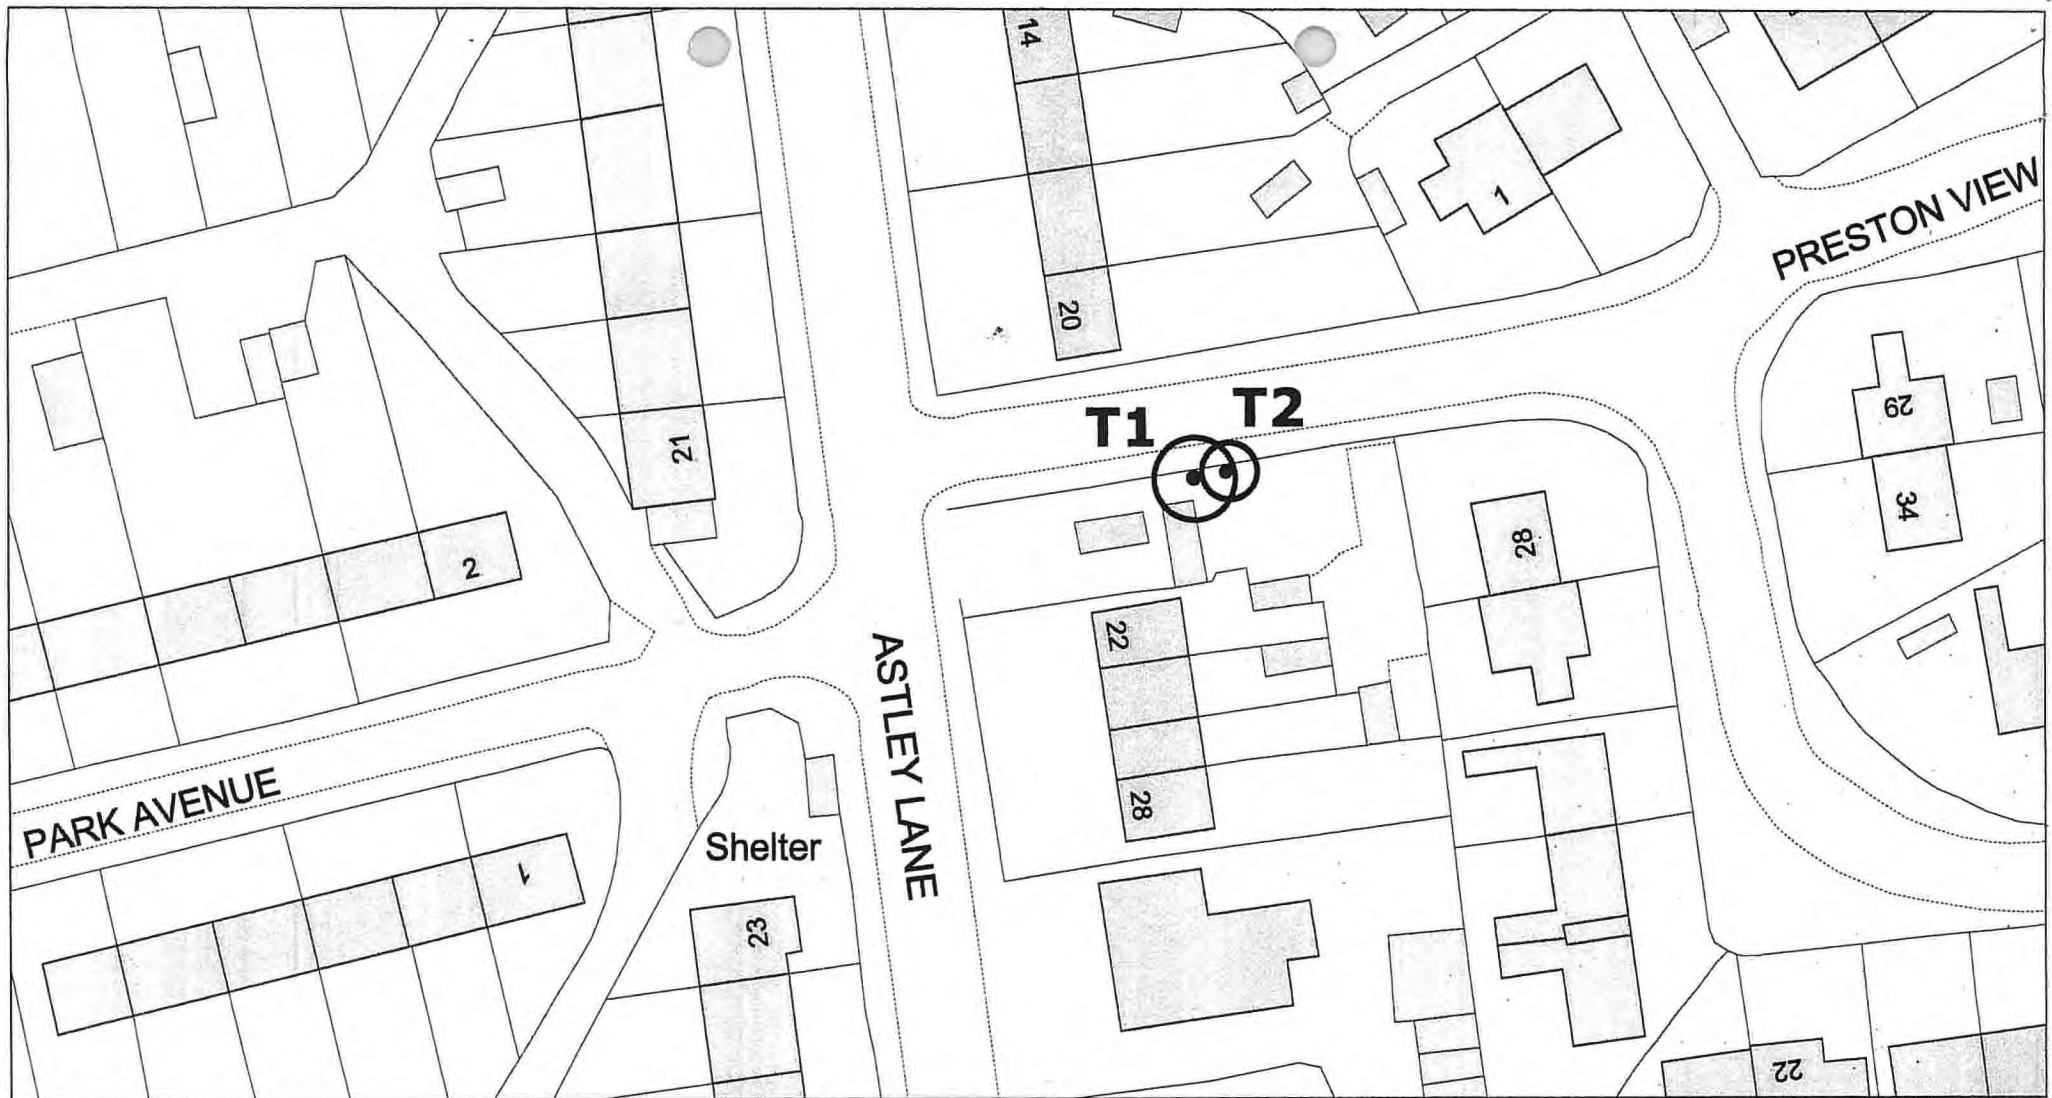 14
1
PRESTON VIEW
20
T1
T2
29
21
34
28
2
22
ASTLEY LANE
PARK AVENUE
28
Shelter
1
23
22